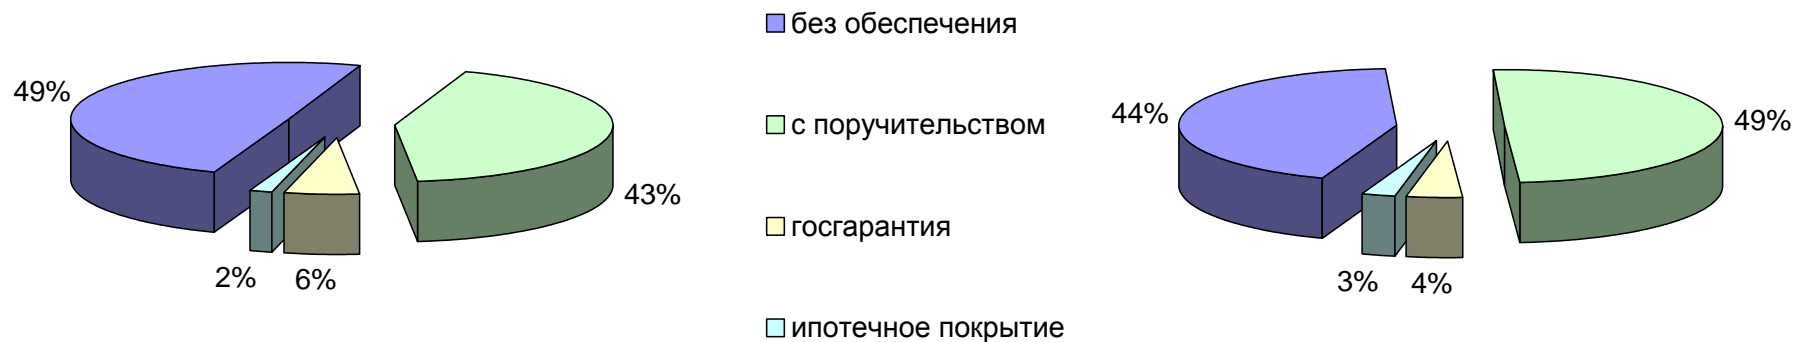 49%
43%
2%
6%
без обеспечения
с поручительством
госгарантия
ипотечное покрытие
44%
49%
3%
4%